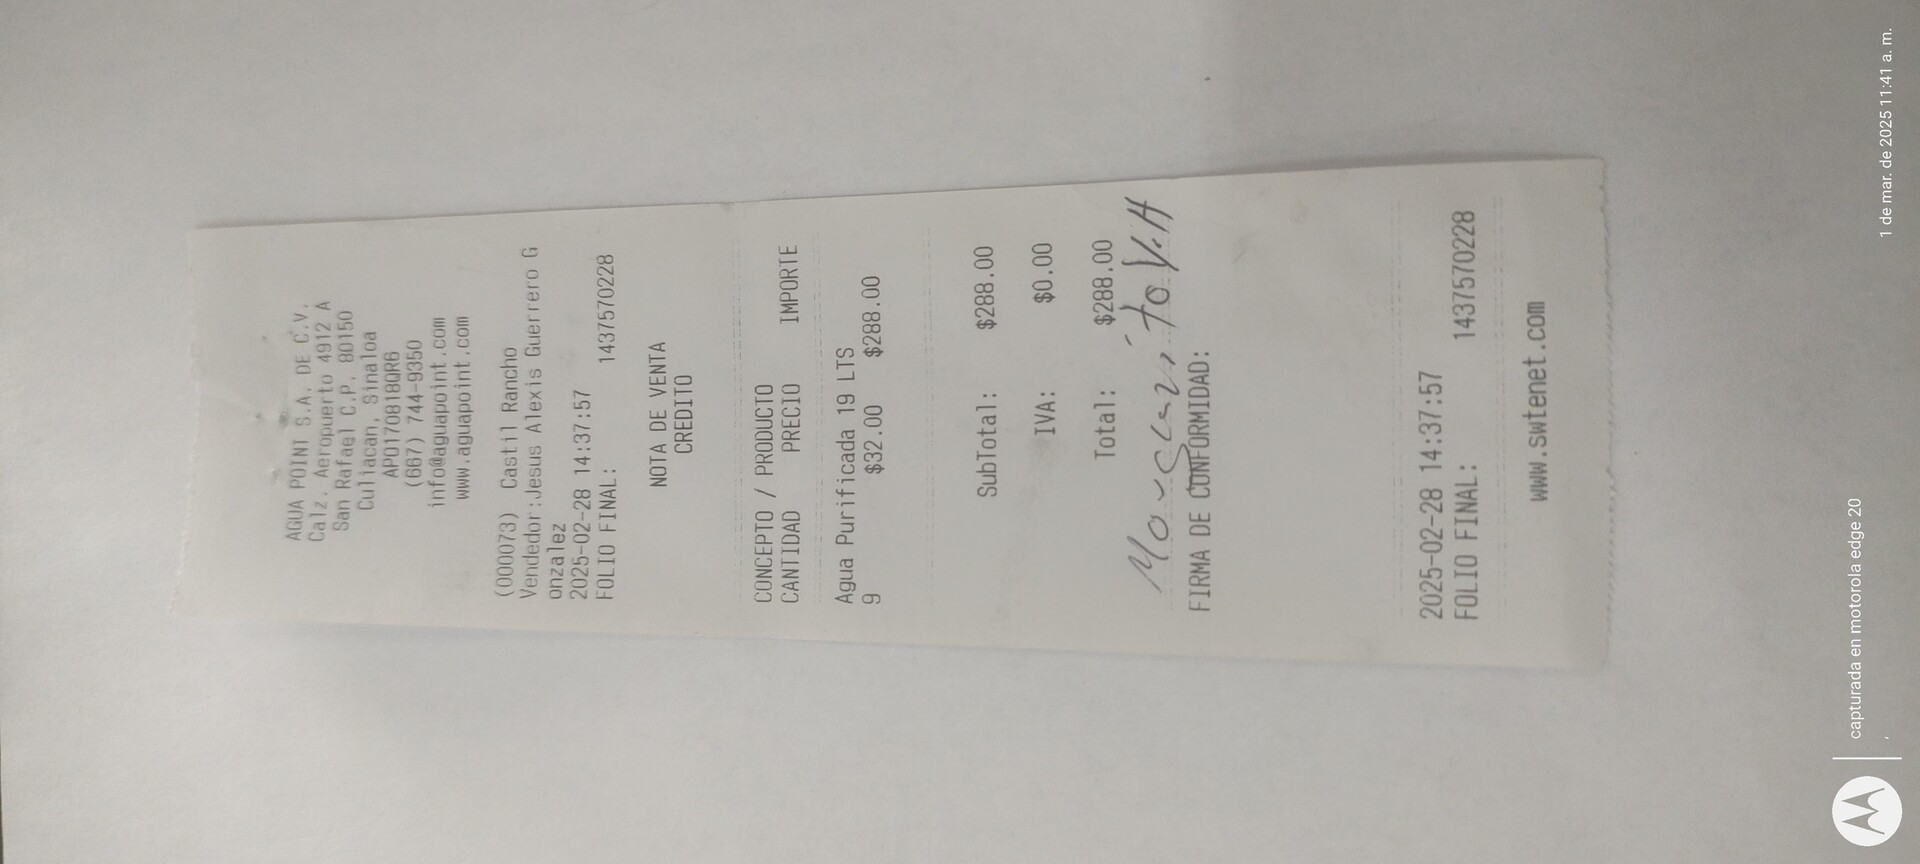 AGUA POINT S.A. DE C.V.
Calz. Aeropuerto 4912 A
San Rafael C.P. 80150
Culiacan, Sinaloa
APO170818QR6
(667) 744-9350
info@aguapoint.com
www.aguapoint.com
(000073) Castil Rancho
Vendedor:Jesus Alexis Guerrero G
onzalez
2025-02-28 14:37:57
FOLIO FINAL: 1437570228
NOTA DE VENTA
CREDITO
CONCEPTO / PRODUCTO
CANTIDAD PRECIO IMPORTE
Agua Purificada 19 LTS
9 $32.00 $288.00
SubTotal: $288.00
IVA: $0.00
Total: $288.00
V.H
FIRMA DE CONFORMIDAD:
2025-02-28 14:37:57
FOLIO FINAL: 1437570228
www.swtenet.com
capturada en motorola edge 20
1 de mar. de 2025 11:41 a. m.